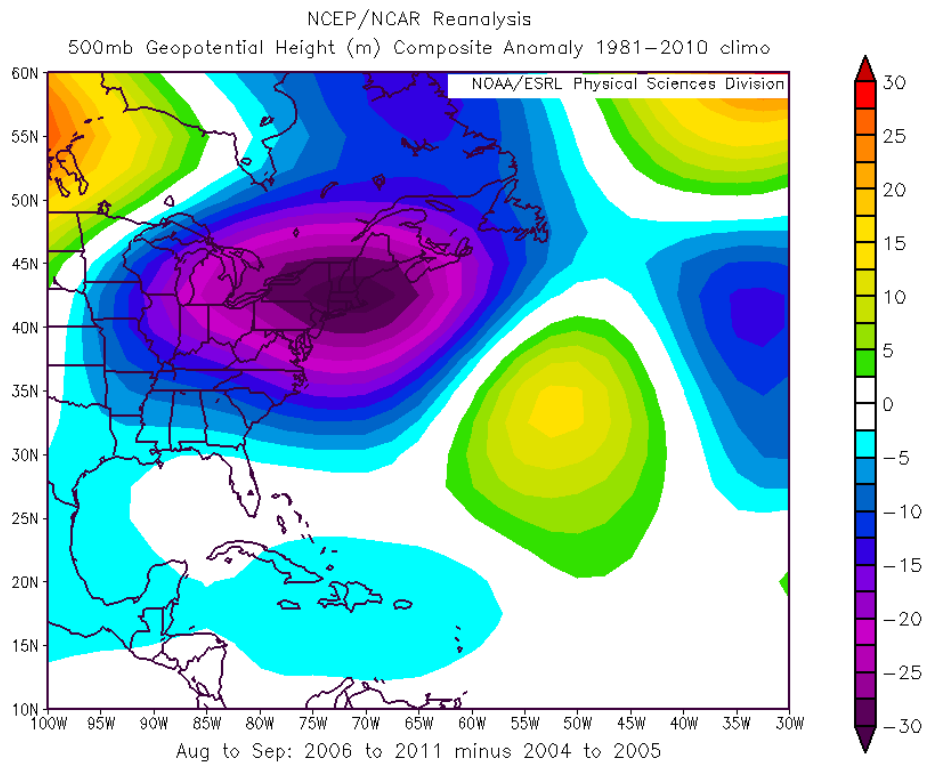 NCEP/NCAR Reanalysis
500mb Geopotential Height (m) Composite Anomaly 1981-2010 climo
NOAA/ESRL Physical Sciences Division
60N
55N
50N
45N
40N
35N
30N
25N
20N
15N
10N
100W 95W 90W 85W 80W 75W 70W 65W 60W 55W 50W 45W 40W 35W 30W
30
25
20
15
10
5
0
-5
-10
-15
-20
-25
-30
Aug to Sep: 2006 to 2011 minus 2004 to 2005